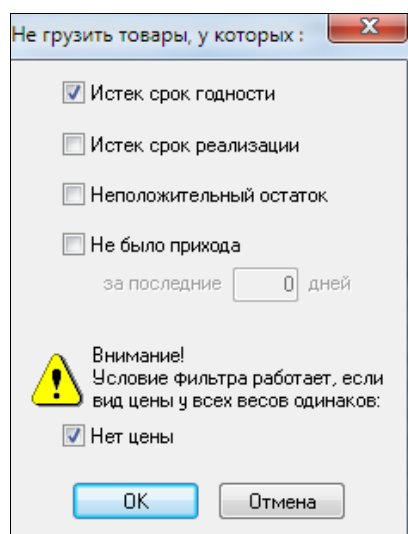 Не грузить товары, у которых :
Истек срок годности
Истек срок реализации
Неположительный остаток
Не было прихода
за последние 0 дней
Внимание!
Условие фильтра работает, если
вид цены у всех весов одинаков:
Нет цены
OK Отмена